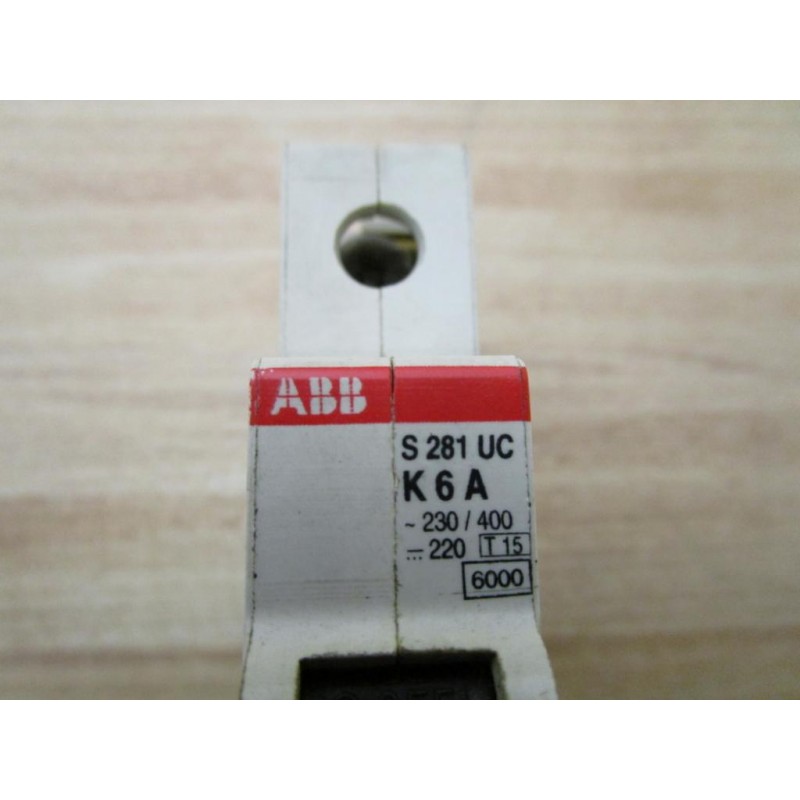 ABB
S 281 UC
K 6 A
~ 230 / 400
⎓ 220 T 15
6000